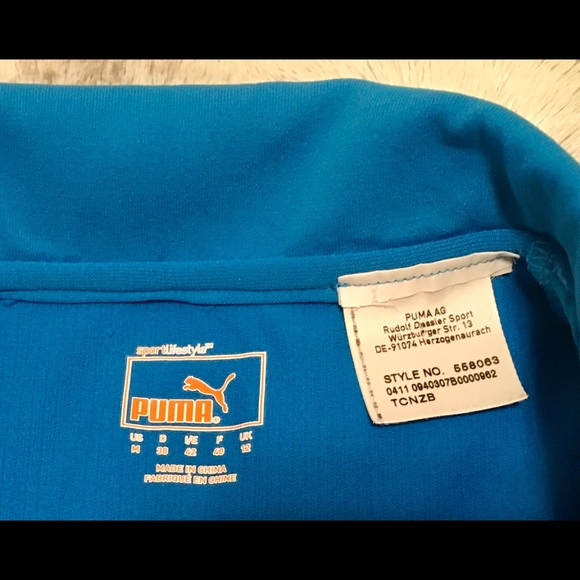 sportlifestyle
PUMA®
US D I/E F UK
M 38 42 40 12
MADE IN CHINA
FABRIQUÉ EN CHINE
PUMA AG
Rudolf Dassler Sport
Würzburger Str. 13
DE-91074 Herzogenaurach
STYLE NO. 558063
0411 0940307B0000962
TCNZB